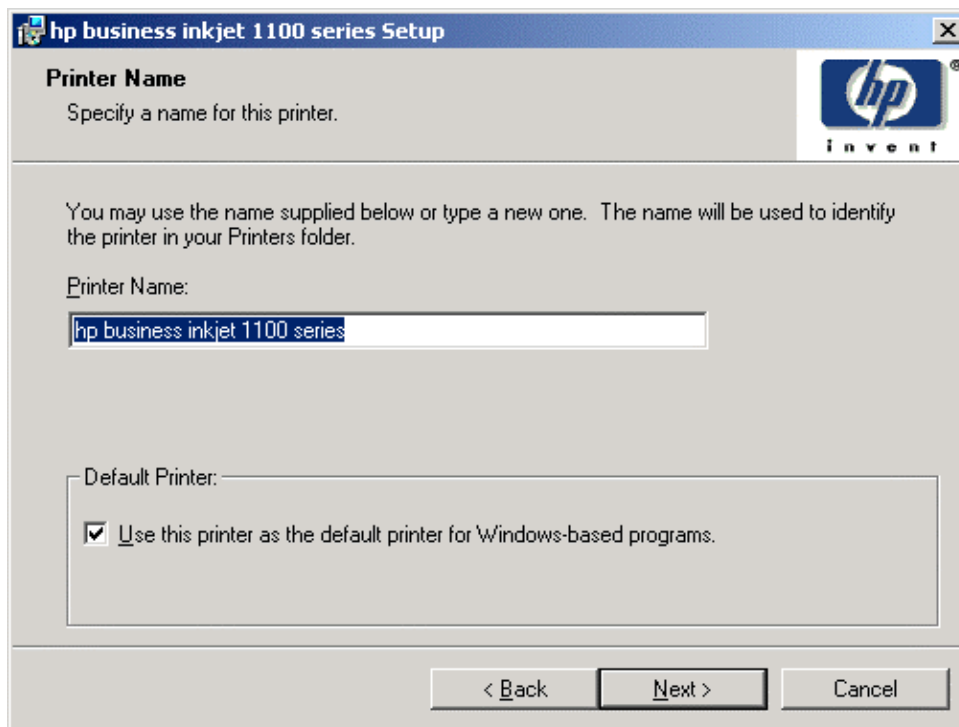 hp business inkjet 1100 series Setup
Printer Name
Specify a name for this printer.
hp ®
invent
You may use the name supplied below or type a new one.  The name will be used to identify
the printer in your Printers folder.
Printer Name:
hp business inkjet 1100 series
Default Printer:
Use this printer as the default printer for Windows-based programs.
< Back Next > Cancel